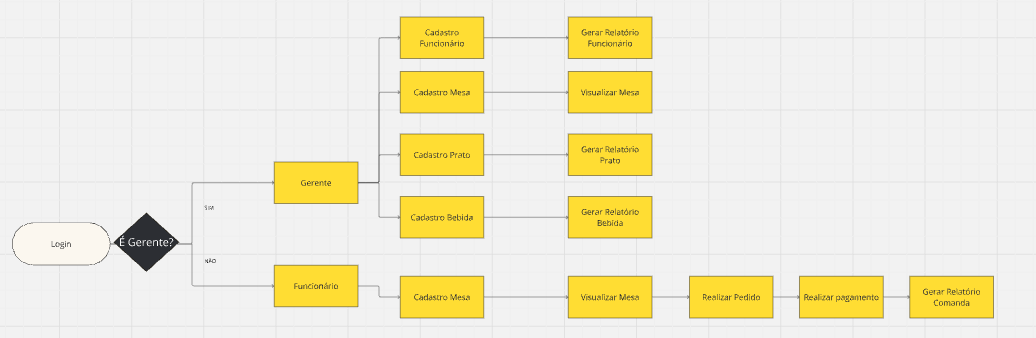 Cadastro
Funcionário
Gerar Relatório
Funcionário
Cadastro Mesa
Visualizar Mesa
Cadastro Prato
Gerar Relatório
Prato
Gerente
SIM
Cadastro Bebida
Gerar Relatório
Bebida
Login
É Gerente?
NÃO
Funcionário
Cadastro Mesa
Visualizar Mesa
Realizar Pedido
Realizar pagamento
Gerar Relatório
Comanda